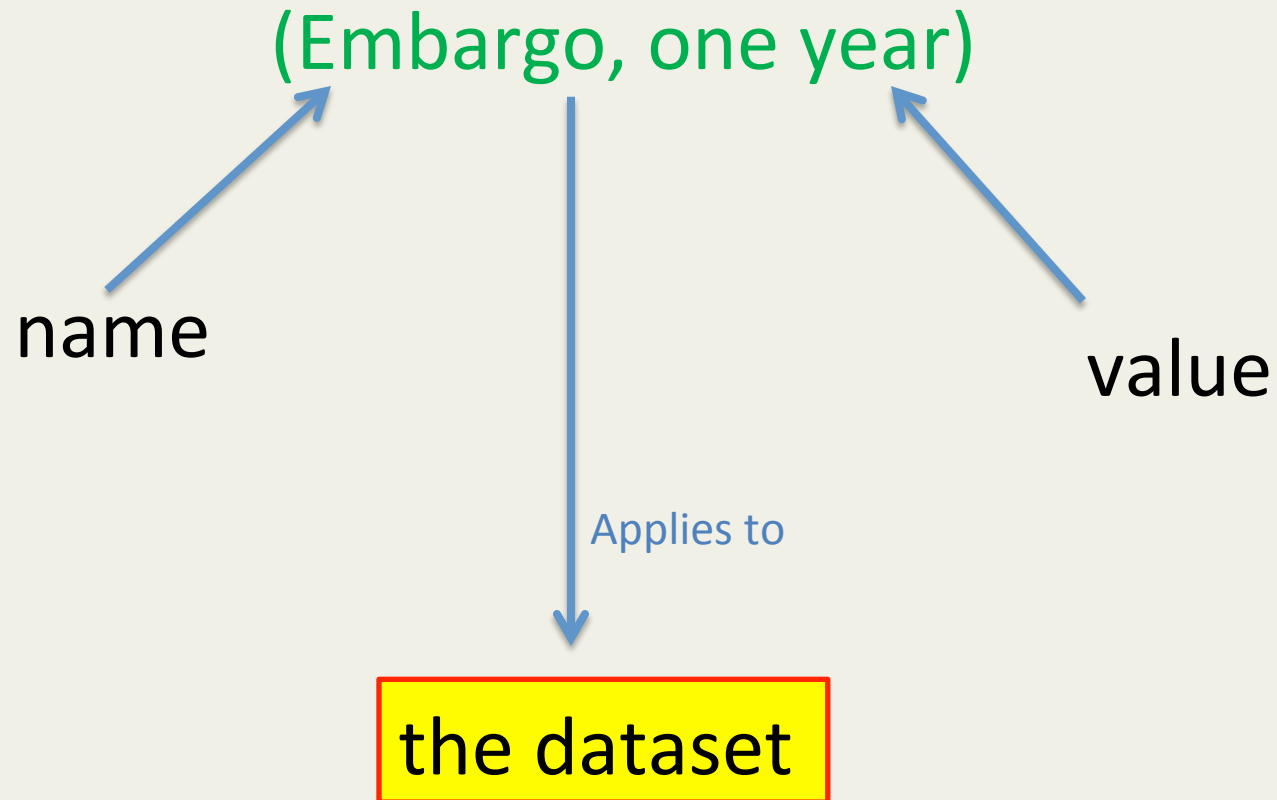 (Embargo, one year)
name
value
Applies to
the dataset